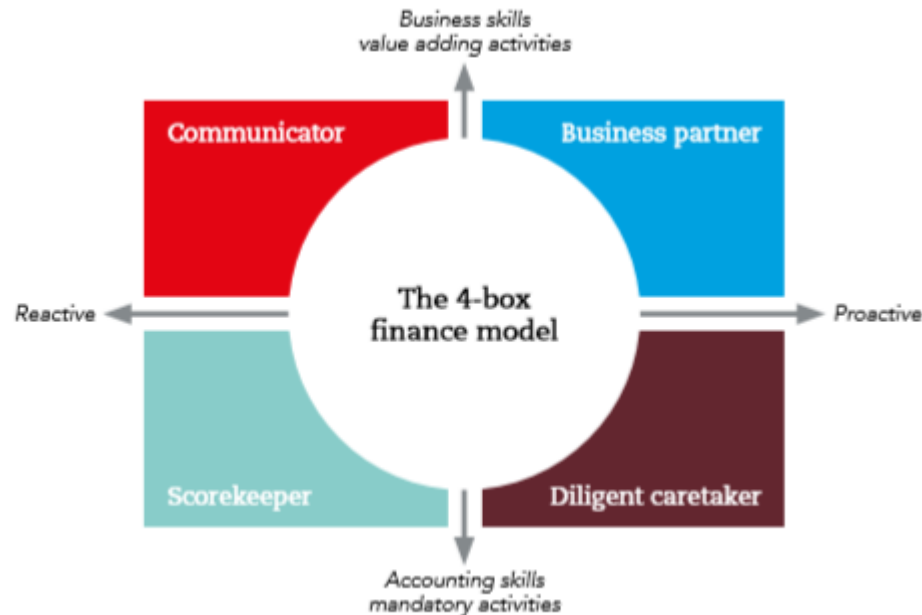 Business skills
value adding activities
Communicator
Business partner
Reactive
The 4-box
finance model
Proactive
Scorekeeper
Diligent caretaker
Accounting skills
mandatory activities